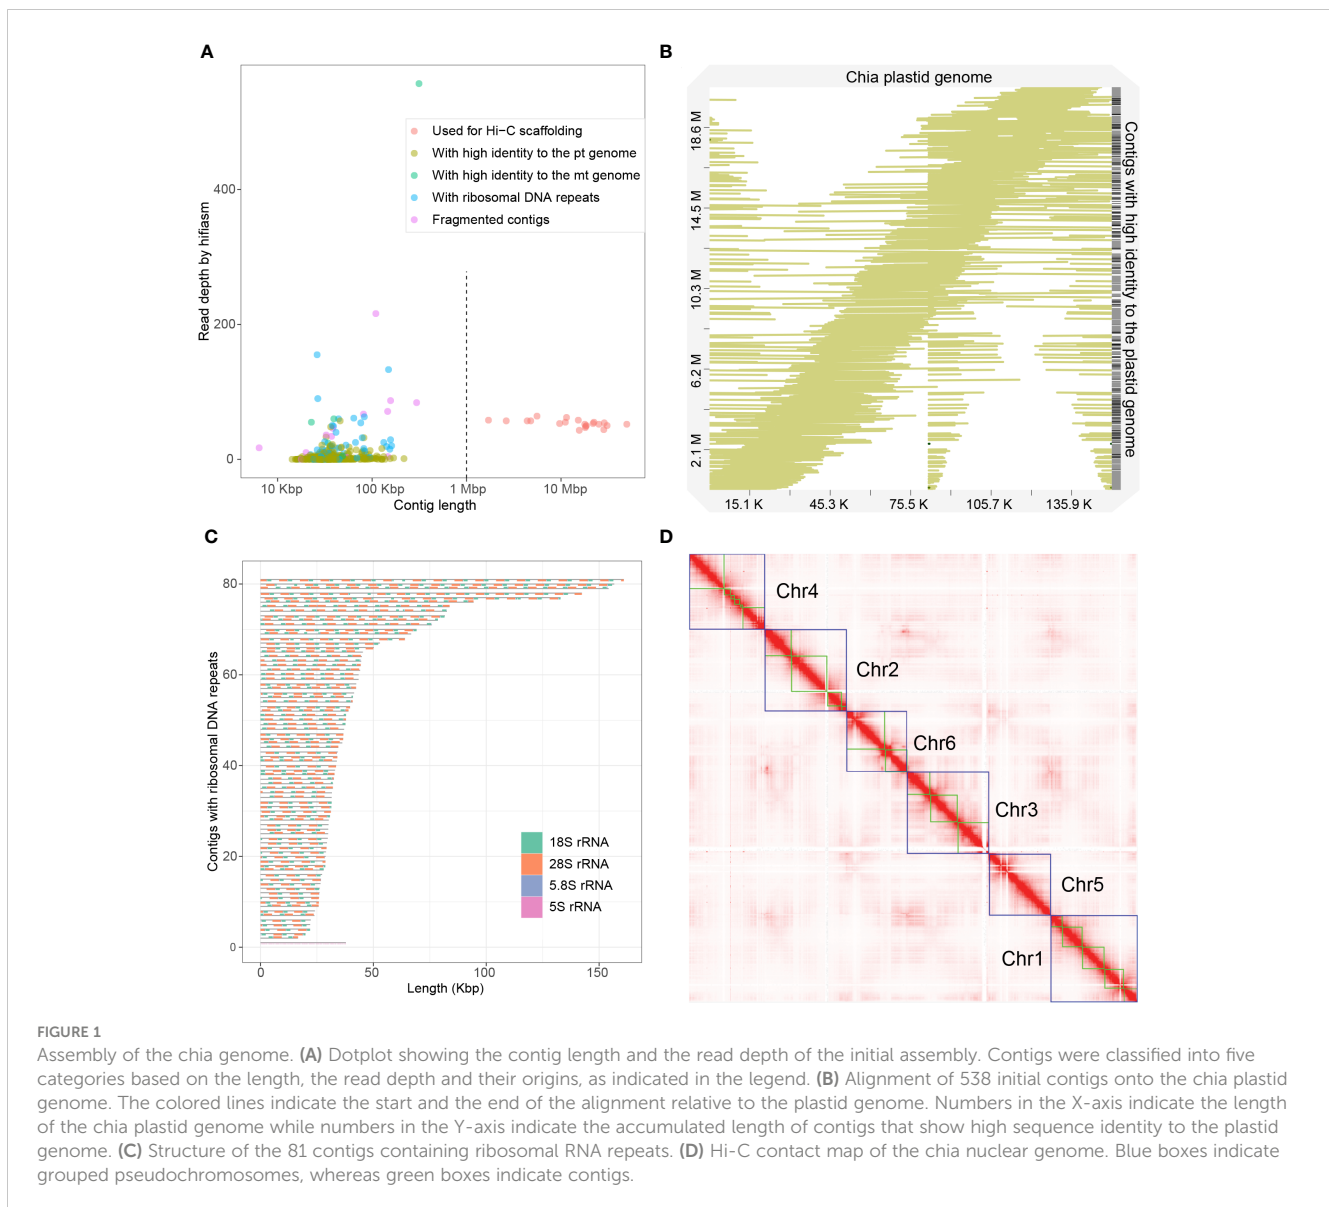 A
Read depth by hifiasm
400
200
0
10 Kbp
100 Kbp
1 Mbp
10 Mbp
Contig length
Used for Hi−C scaffolding
With high identity to the pt genome
With high identity to the mt genome
With ribosomal DNA repeats
Fragmented contigs
B
Chia plastid genome
18.6 M
14.5 M
10.3 M
6.2 M
2.1 M
15.1 K
45.3 K
75.5 K
105.7 K
135.9 K
Contigs with high identity to the plastid genome
C
Contigs with ribosomal DNA repeats
80
60
40
20
0
0
50
100
150
Length (Kbp)
18S rRNA
28S rRNA
5.8S rRNA
5S rRNA
D
Chr4
Chr2
Chr6
Chr3
Chr5
Chr1
FIGURE 1
Assembly of the chia genome. (A) Dotplot showing the contig length and the read depth of the initial assembly. Contigs were classified into five
categories based on the length, the read depth and their origins, as indicated in the legend. (B) Alignment of 538 initial contigs onto the chia plastid
genome. The colored lines indicate the start and the end of the alignment relative to the plastid genome. Numbers in the X-axis indicate the length
of the chia plastid genome while numbers in the Y-axis indicate the accumulated length of contigs that show high sequence identity to the plastid
genome. (C) Structure of the 81 contigs containing ribosomal RNA repeats. (D) Hi-C contact map of the chia nuclear genome. Blue boxes indicate
grouped pseudochromosomes, whereas green boxes indicate contigs.